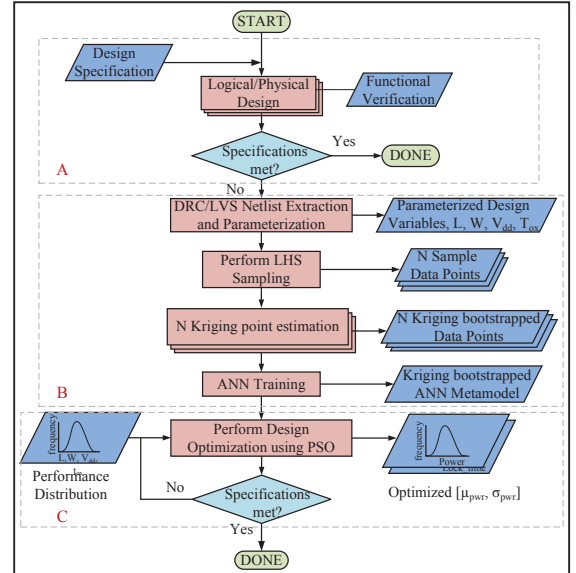 START
Design
Specification
Logical/Physical
Design
Functional
Verification
Specifications
met?
Yes
DONE
A
No
DRC/LVS Netlist Extraction
and Parameterization
Parameterized Design
Variables, L, W, Vdd, Tox
Perform LHS
Sampling
N Sample
Data Points
N Kriging point estimation
N Kriging bootstrapped
Data Points
ANN Training
Kriging bootstrapped
ANN Metamodel
B
frequency
L,W, Vdd,
Performance
Distribution
Perform Design
Optimization using PSO
frequency
Power
Lock_time
Optimized [μpwr, σpwr]
No
Specifications
met?
C
Yes
DONE